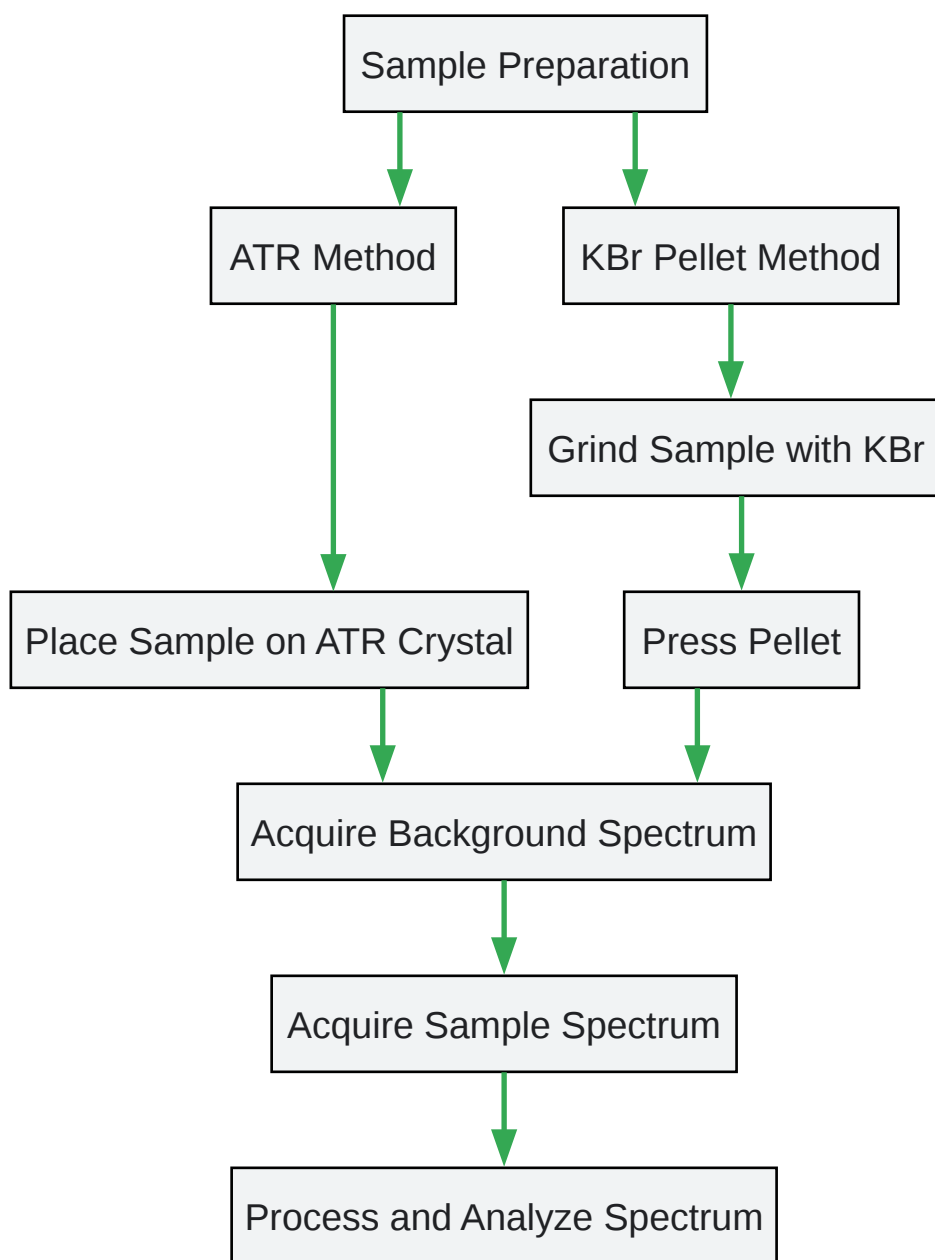 Sample Preparation
ATR Method
KBr Pellet Method
Grind Sample with KBr
Place Sample on ATR Crystal
Press Pellet
Acquire Background Spectrum
Acquire Sample Spectrum
Process and Analyze Spectrum